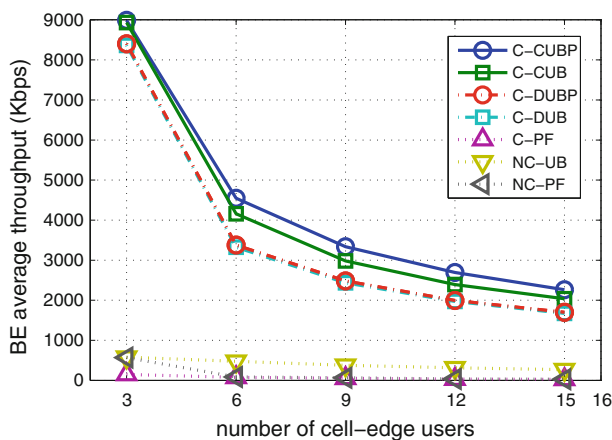 BE average throughput (Kbps)
9000
8000
7000
6000
5000
4000
3000
2000
1000
0
C-CUBP
C-CUB
C-DUBP
C-DUB
C-PF
NC-UB
NC-PF
3 6 9 12 15 16
number of cell-edge users